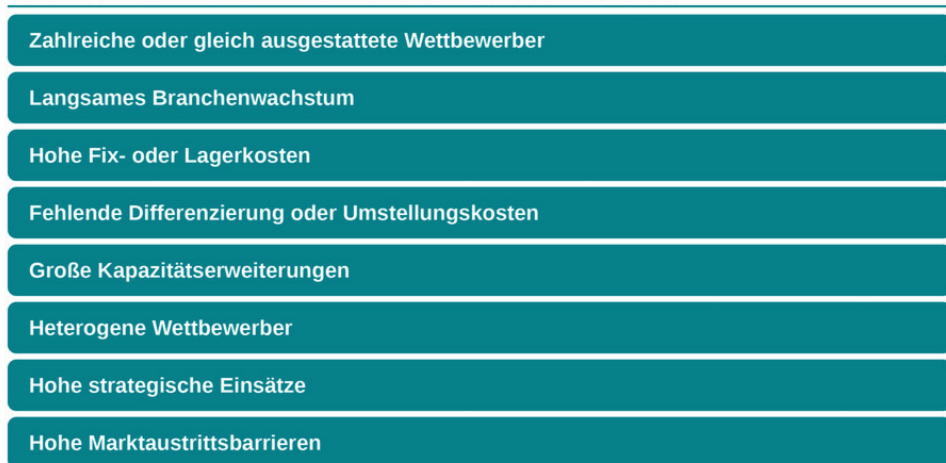 Zahlreiche oder gleich ausgestattete Wettbewerber
Langsames Branchenwachstum
Hohe Fix- oder Lagerkosten
Fehlende Differenzierung oder Umstellungskosten
Große Kapazitätserweiterungen
Heterogene Wettbewerber
Hohe strategische Einsätze
Hohe Marktaustrittsbarrieren